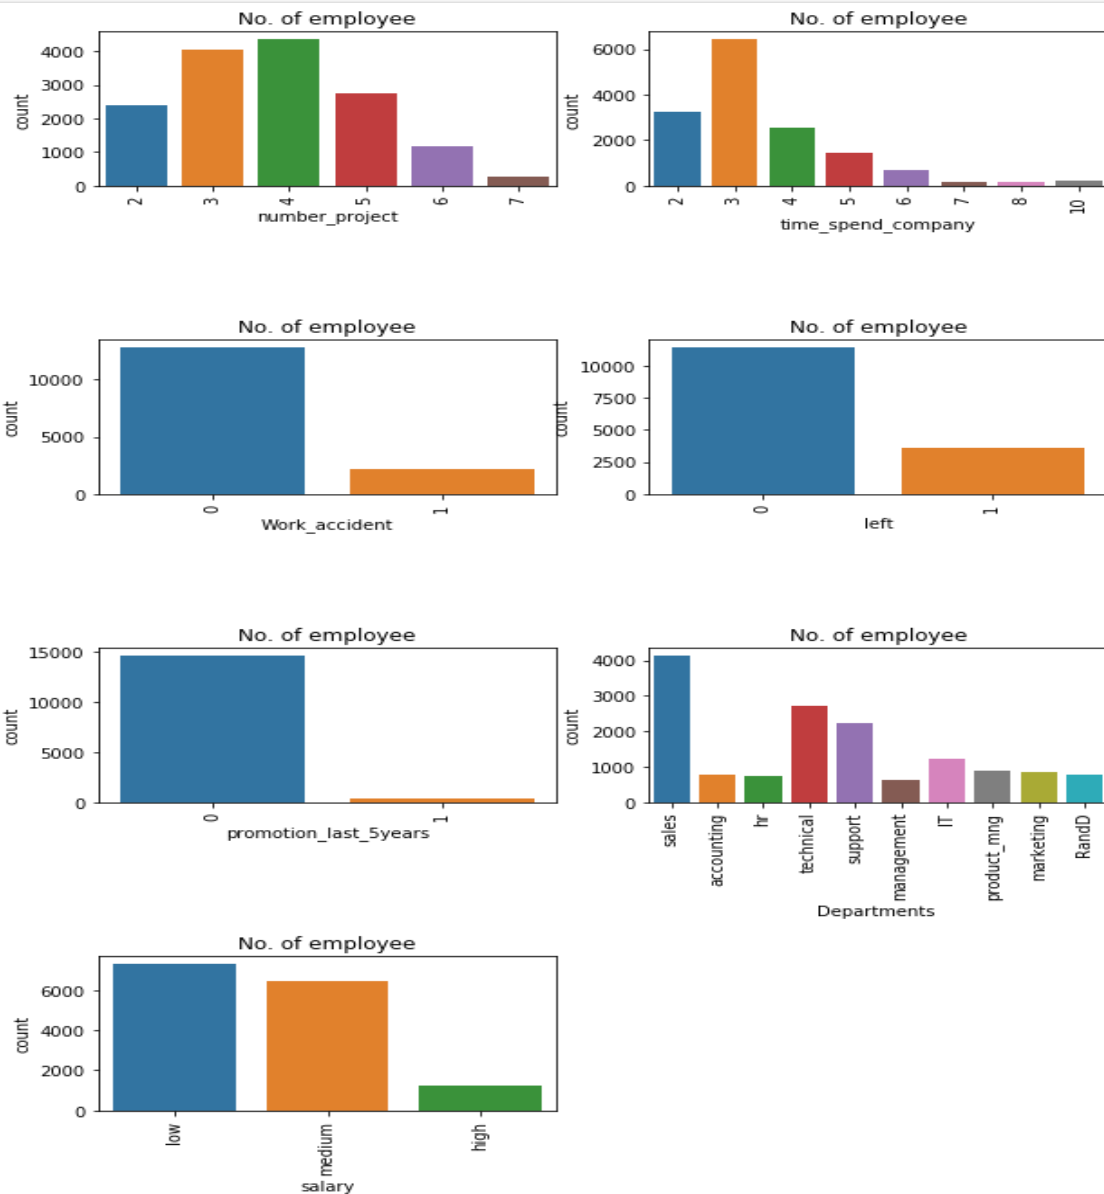 No. of employee
4000
3000
2000
1000
0
count
2 3 4 5 6 7
number_project
No. of employee
6000
4000
2000
0
count
2 3 4 5 6 7 8 10
time_spend_company
No. of employee
10000
5000
0
count
0 1
Work_accident
No. of employee
10000
7500
5000
2500
0
count
0 1
left
No. of employee
15000
10000
5000
0
count
0 1
promotion_last_5years
No. of employee
4000
3000
2000
1000
0
count
sales accounting hr technical support management IT product_mng marketing RandD
Departments
No. of employee
6000
4000
2000
0
count
low medium high
salary